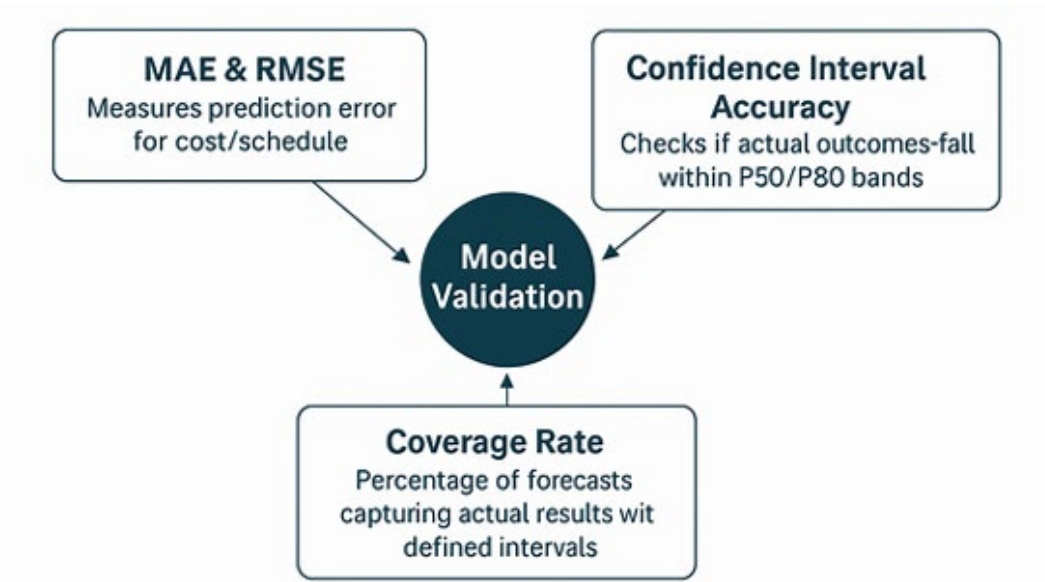 MAE & RMSE
Measures prediction error
for cost/schedule
Confidence Interval
Accuracy
Checks if actual outcomes-fall
within P50/P80 bands
Model
Validation
Coverage Rate
Percentage of forecasts
capturing actual results wit
defined intervals